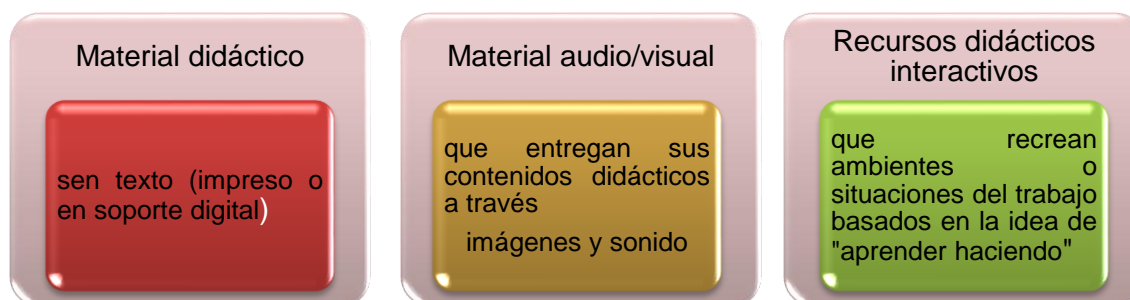 Material didáctico
sen texto (impreso o
en soporte digital)
Material audio/visual
que entregan sus
contenidos didácticos
a través
imágenes y sonido
Recursos didácticos
interactivos
que recrean
ambientes o
situaciones del trabajo
basados en la idea de
"aprender haciendo"